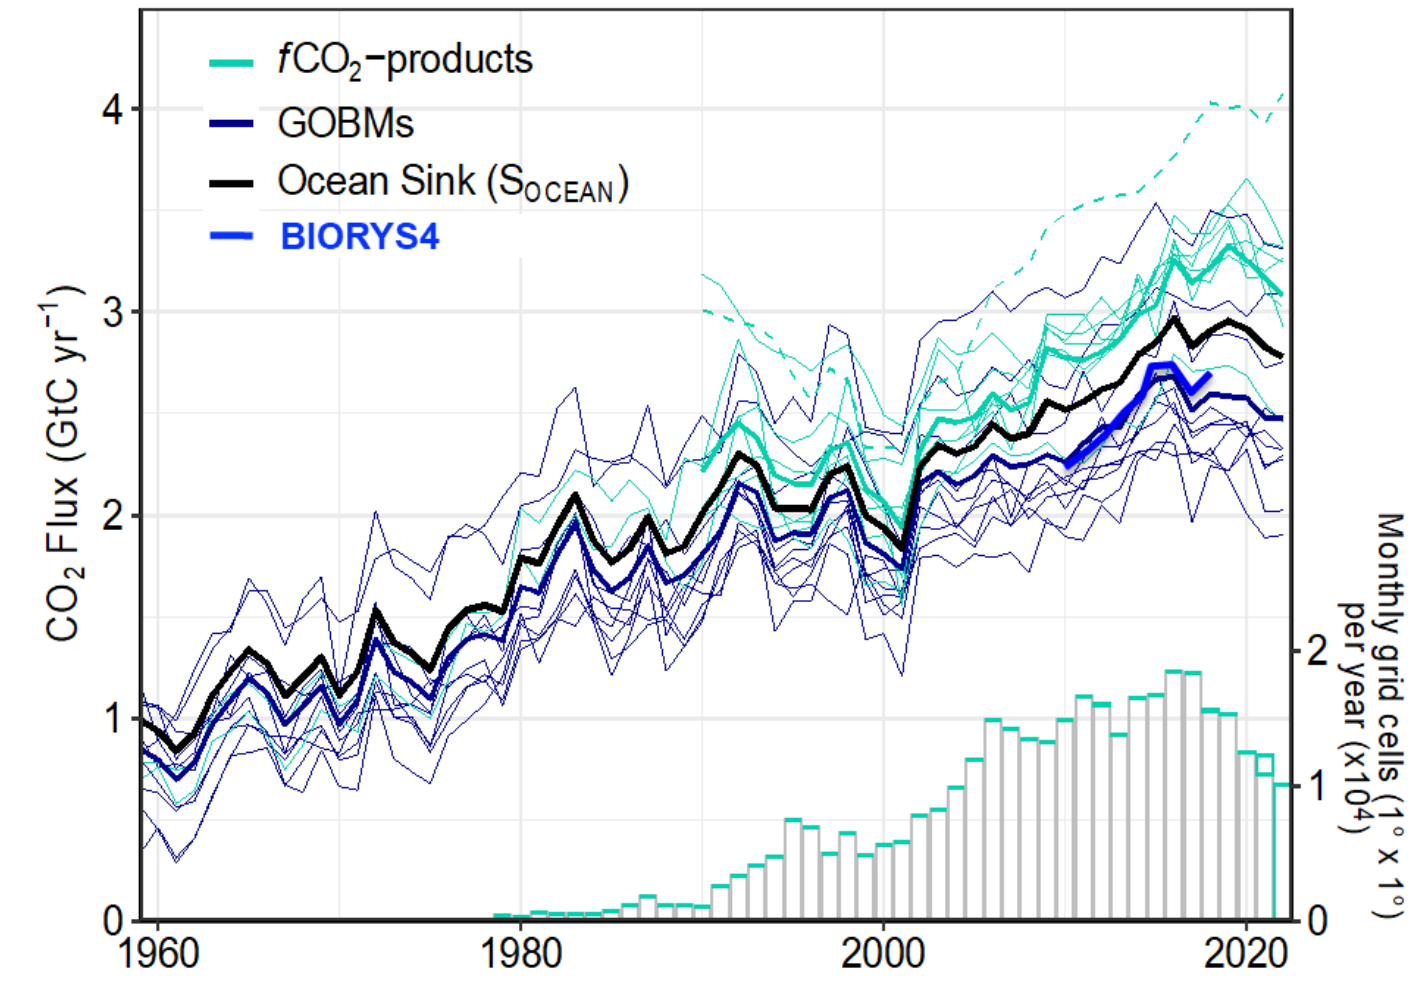 fCO₂−products
GOBMs
Ocean Sink (S_OCEAN)
BIORYS4
CO₂ Flux (GtC yr⁻¹)
4
3
2
1
0
1960
1980
2000
2020
2
1
0
Monthly grid cells (1° x 1°)
per year (x10⁴)